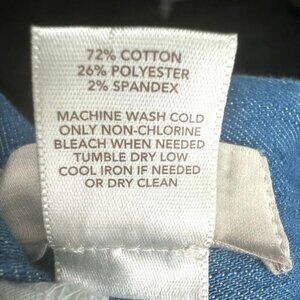 72% COTTON
26% POLYESTER
2% SPANDEX
MACHINE WASH COLD
ONLY NON-CHLORINE
BLEACH WHEN NEEDED
TUMBLE DRY LOW
COOL IRON IF NEEDED
OR DRY CLEAN